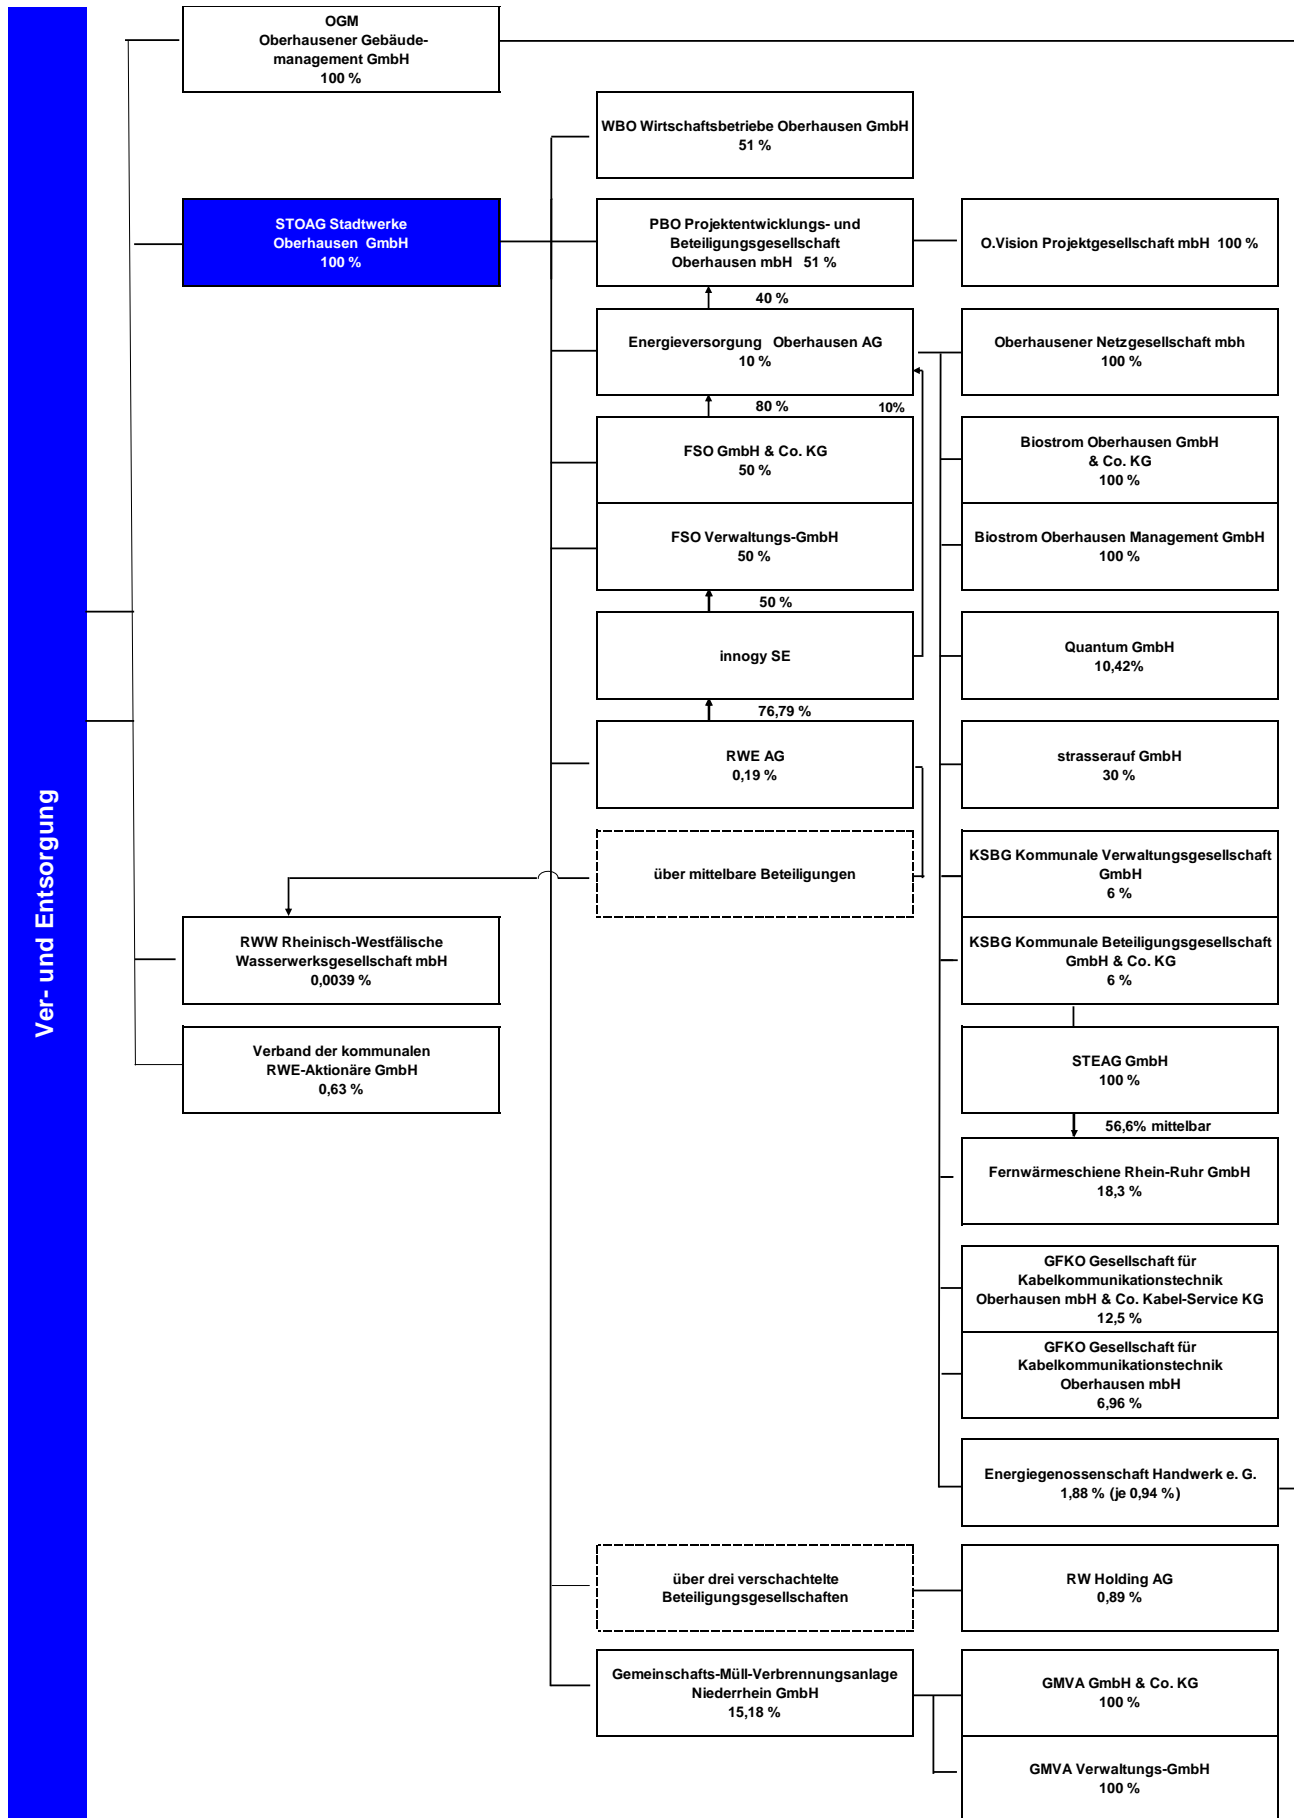 Ver- und Entsorgung
OGM
Oberhausener Gebäude-
management GmbH
100 %
WBO Wirtschaftsbetriebe Oberhausen GmbH
51 %
STOAG Stadtwerke
Oberhausen GmbH
100 %
PBO Projektentwicklungs- und
Beteiligungsgesellschaft
Oberhausen mbH 51 %
O.Vision Projektgesellschaft mbH 100 %
40 %
Energieversorgung Oberhausen AG
10 %
Oberhausener Netzgesellschaft mbh
100 %
80 %
10%
FSO GmbH & Co. KG
50 %
Biostrom Oberhausen GmbH
& Co. KG
100 %
FSO Verwaltungs-GmbH
50 %
Biostrom Oberhausen Management GmbH
100 %
50 %
innogy SE
Quantum GmbH
10,42%
76,79 %
RWE AG
0,19 %
strasserauf GmbH
30 %
über mittelbare Beteiligungen
KSBG Kommunale Verwaltungsgesellschaft
GmbH
6 %
RWW Rheinisch-Westfälische
Wasserwerksgesellschaft mbH
0,0039 %
KSBG Kommunale Beteiligungsgesellschaft
GmbH & Co. KG
6 %
Verband der kommunalen
RWE-Aktionäre GmbH
0,63 %
STEAG GmbH
100 %
56,6% mittelbar
Fernwärmeschiene Rhein-Ruhr GmbH
18,3 %
GFKO Gesellschaft für
Kabelkommunikationstechnik
Oberhausen mbH & Co. Kabel-Service KG
12,5 %
GFKO Gesellschaft für
Kabelkommunikationstechnik
Oberhausen mbH
6,96 %
Energiegenossenschaft Handwerk e. G.
1,88 % (je 0,94 %)
über drei verschachtelte
Beteiligungsgesellschaften
RW Holding AG
0,89 %
Gemeinschafts-Müll-Verbrennungsanlage
Niederrhein GmbH
15,18 %
GMVA GmbH & Co. KG
100 %
GMVA Verwaltungs-GmbH
100 %